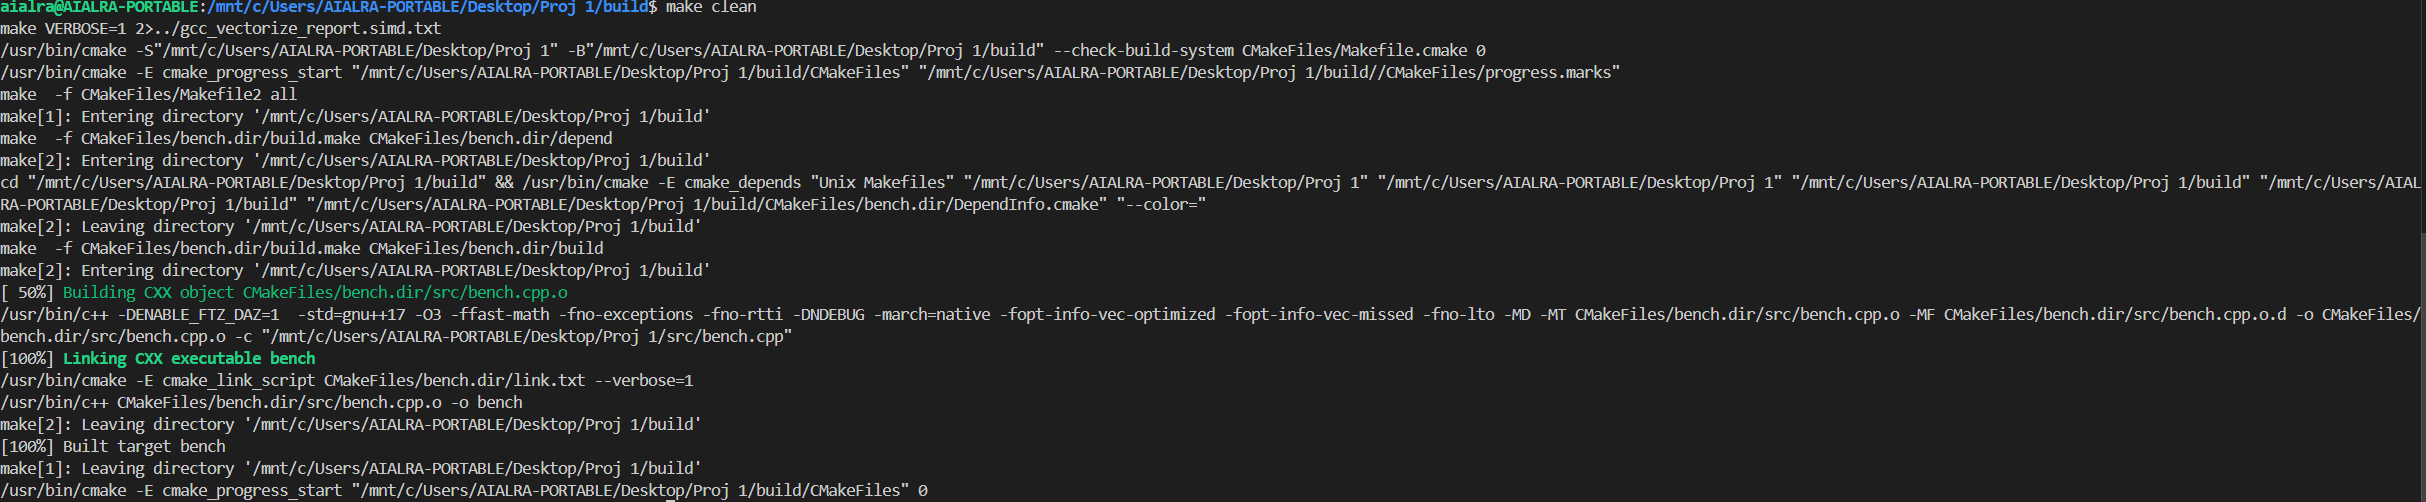 aialra@AIALRA-PORTABLE:/mnt/c/Users/AIALRA-PORTABLE/Desktop/Proj 1/build$ make clean
make VERBOSE=1 2>../gcc_vectorize_report.simd.txt
/usr/bin/cmake -S"/mnt/c/Users/AIALRA-PORTABLE/Desktop/Proj 1" -B"/mnt/c/Users/AIALRA-PORTABLE/Desktop/Proj 1/build" --check-build-system CMakeFiles/Makefile.cmake 0
/usr/bin/cmake -E cmake_progress_start "/mnt/c/Users/AIALRA-PORTABLE/Desktop/Proj 1/build/CMakeFiles" "/mnt/c/Users/AIALRA-PORTABLE/Desktop/Proj 1/build//CMakeFiles/progress.marks"
make  -f CMakeFiles/Makefile2 all
make[1]: Entering directory '/mnt/c/Users/AIALRA-PORTABLE/Desktop/Proj 1/build'
make  -f CMakeFiles/bench.dir/build.make CMakeFiles/bench.dir/depend
make[2]: Entering directory '/mnt/c/Users/AIALRA-PORTABLE/Desktop/Proj 1/build'
cd "/mnt/c/Users/AIALRA-PORTABLE/Desktop/Proj 1/build" && /usr/bin/cmake -E cmake_depends "Unix Makefiles" "/mnt/c/Users/AIALRA-PORTABLE/Desktop/Proj 1" "/mnt/c/Users/AIALRA-PORTABLE/Desktop/Proj 1" "/mnt/c/Users/AIALRA-PORTABLE/Desktop/Proj 1/build" "/mnt/c/Users/AIAL
RA-PORTABLE/Desktop/Proj 1/build" "/mnt/c/Users/AIALRA-PORTABLE/Desktop/Proj 1/build/CMakeFiles/bench.dir/DependInfo.cmake" "--color="
make[2]: Leaving directory '/mnt/c/Users/AIALRA-PORTABLE/Desktop/Proj 1/build'
make  -f CMakeFiles/bench.dir/build.make CMakeFiles/bench.dir/build
make[2]: Entering directory '/mnt/c/Users/AIALRA-PORTABLE/Desktop/Proj 1/build'
[ 50%] Building CXX object CMakeFiles/bench.dir/src/bench.cpp.o
/usr/bin/c++ -DENABLE_FTZ_DAZ=1  -std=gnu++17 -O3 -ffast-math -fno-exceptions -fno-rtti -DNDEBUG -march=native -fopt-info-vec-optimized -fopt-info-vec-missed -fno-lto -MD -MT CMakeFiles/bench.dir/src/bench.cpp.o -MF CMakeFiles/bench.dir/src/bench.cpp.o.d -o CMakeFiles/
bench.dir/src/bench.cpp.o -c "/mnt/c/Users/AIALRA-PORTABLE/Desktop/Proj 1/src/bench.cpp"
[100%] Linking CXX executable bench
/usr/bin/cmake -E cmake_link_script CMakeFiles/bench.dir/link.txt --verbose=1
/usr/bin/c++ CMakeFiles/bench.dir/src/bench.cpp.o -o bench
make[2]: Leaving directory '/mnt/c/Users/AIALRA-PORTABLE/Desktop/Proj 1/build'
[100%] Built target bench
make[1]: Leaving directory '/mnt/c/Users/AIALRA-PORTABLE/Desktop/Proj 1/build'
/usr/bin/cmake -E cmake_progress_start "/mnt/c/Users/AIALRA-PORTABLE/Desktop/Proj 1/build/CMakeFiles" 0